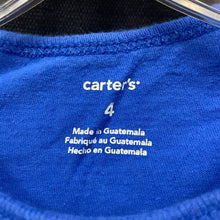 carter's
4
Made in Guatemala
Fabriqué au Guatemala
Hecho en Guatemala